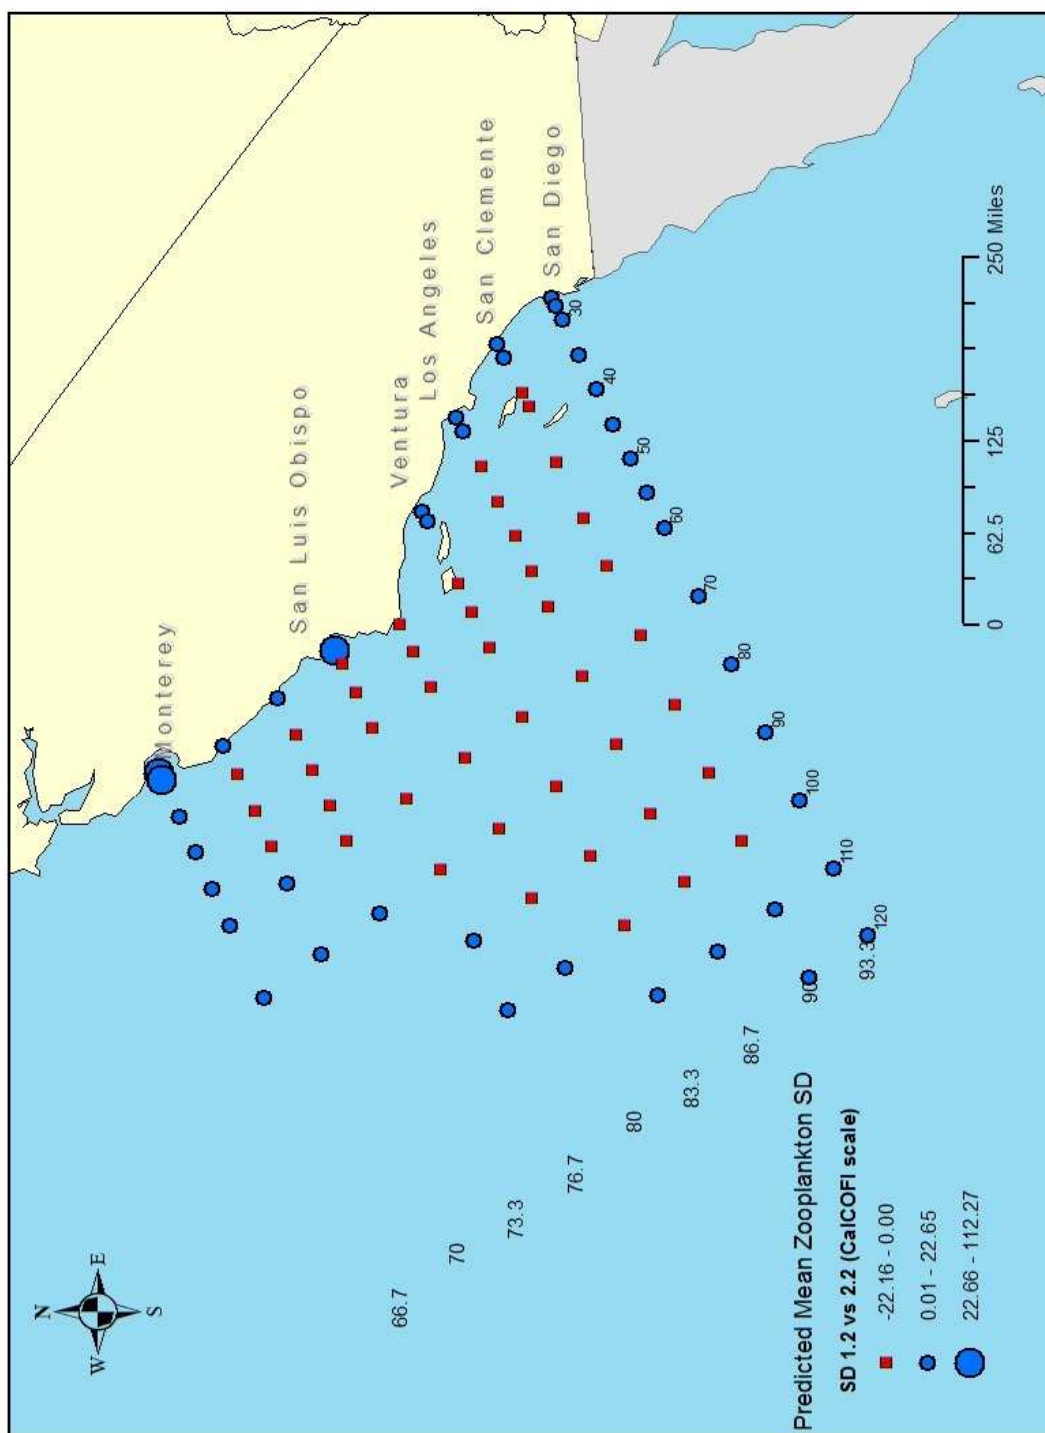 N
W
E
S
Monterey
San Luis Obispo
Ventura
Los Angeles
San Clemente
San Diego
30
40
50
60
70
80
90
100
110
120
66.7
70
73.3
76.7
80
83.3
86.7
90
93.3
Predicted Mean Zooplankton SD
SD 1.2 vs 2.2 (CalCOFI scale)
-22.16 - 0.00
0.01 - 22.65
22.66 - 112.27
0 62.5 125 250 Miles